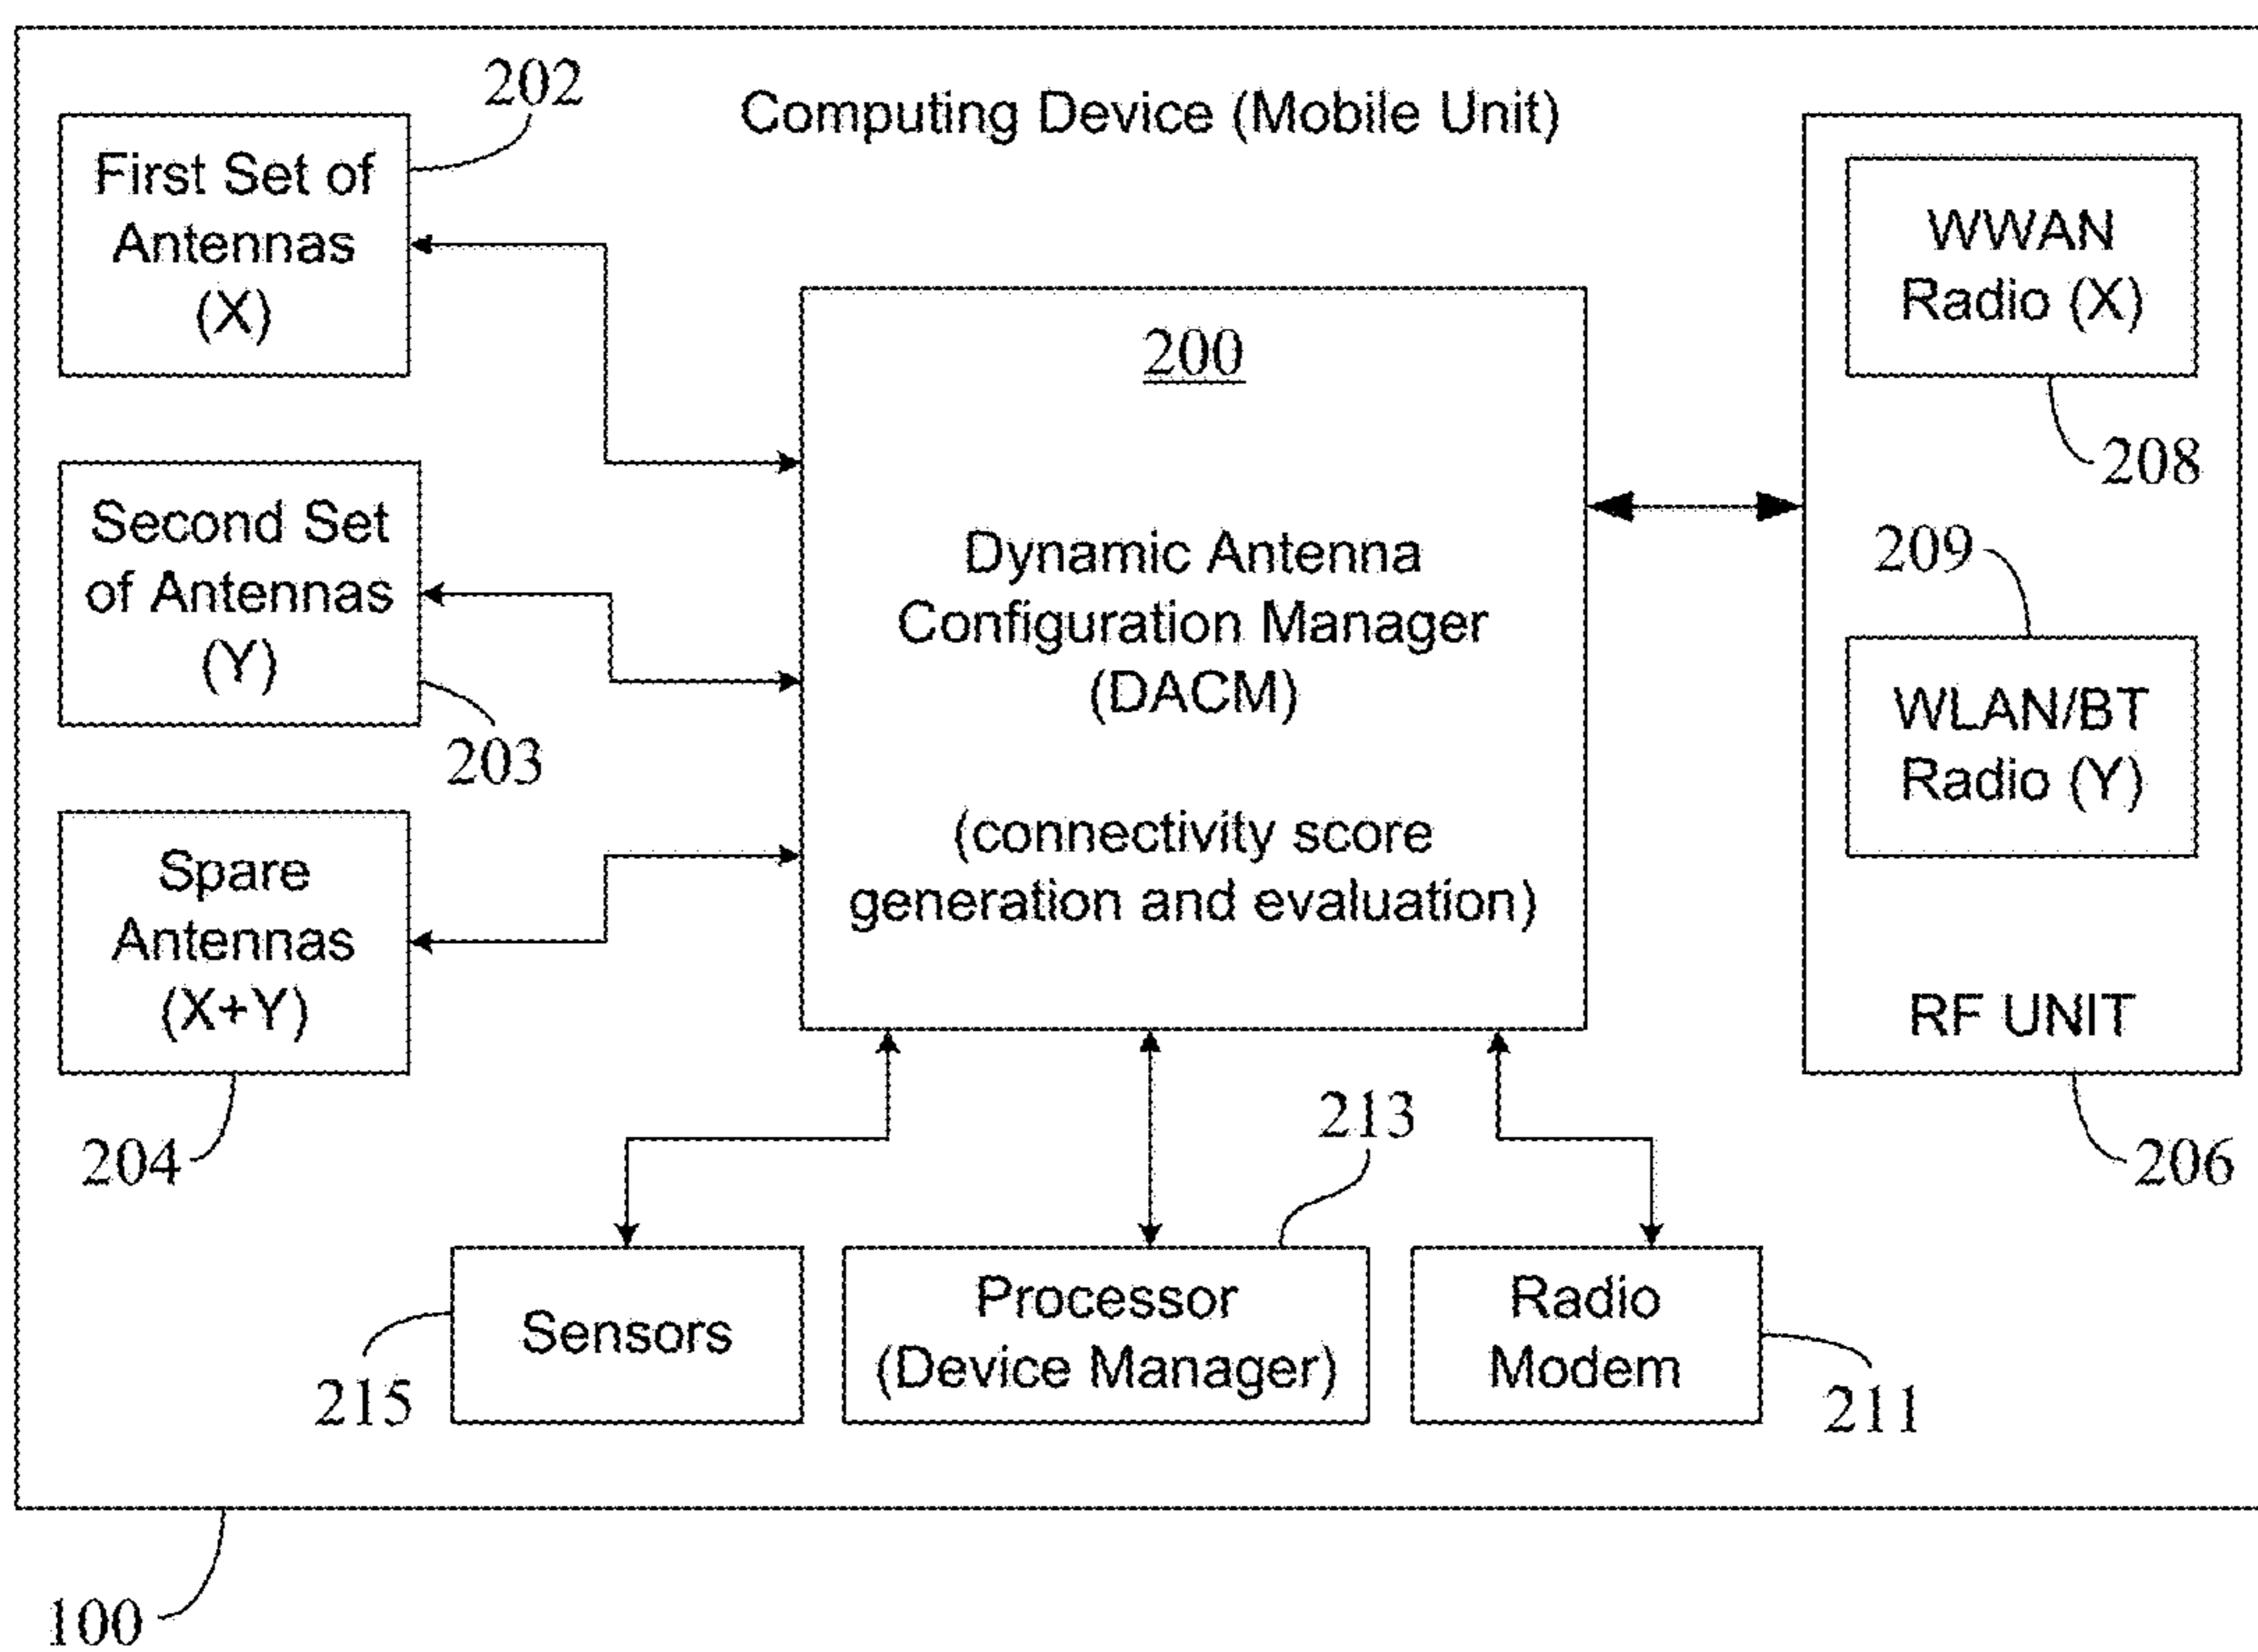 Computing Device (Mobile Unit)
202
First Set of
Antennas
(X)
Second Set
of Antennas
(Y)
203
Spare
Antennas
(X+Y)
204
200
Dynamic Antenna
Configuration Manager
(DACM)
(connectivity score
generation and evaluation)
WWAN
Radio (X)
208
209
WLAN/BT
Radio (Y)
RF UNIT
206
213
Sensors
215
Processor
(Device Manager)
Radio
Modem
211
100